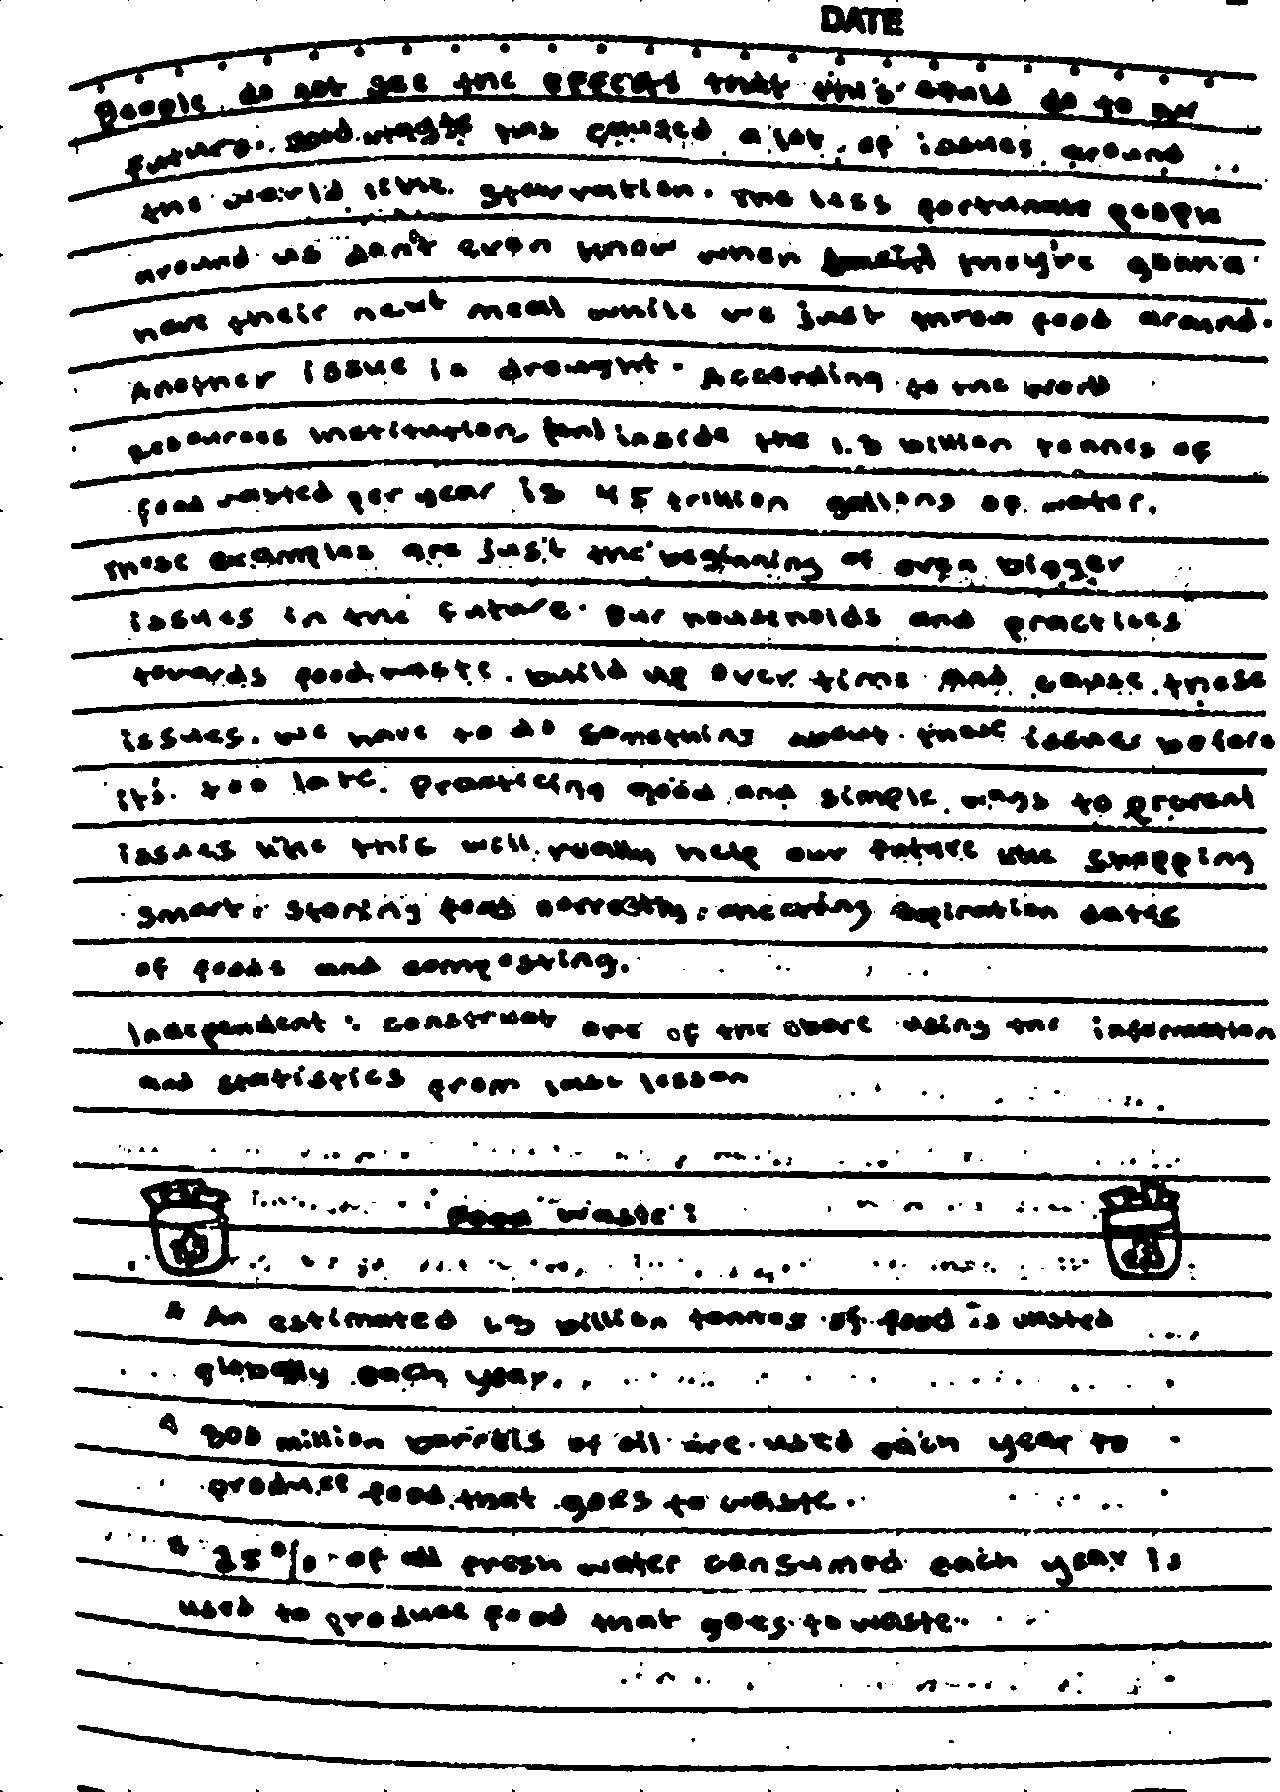 DATE
People do not see the effects that this could do to our
future. Food waste has caused a lot of issues around
the world like. starvation. The less fortunate people
around us don't even know when they're gonna
have their next meal while we just throw food around.
Another issue is drought. According to the world
resources institution, inside the 1.3 billion tonnes of
food wasted per year is 45 trillion gallons of water.
These examples are just the beginning of even bigger
issues in the future. Our households and practices
towards food waste. build up over time and cause these
issues. we have to do something about these issues before
it's too late. Practicing good and simple ways to prevent
issues like this will really help our future like shopping
smart, storing food correctly, expiration dates
of foods and composting.
Independent: construct one of the above using the information
and statistics from last lesson
Food waste:
An estimated 1.3 billion tonnes of food is wasted
globally each year.
300 million barrels of oil are used each year to
produce food that goes to waste.
25% of all fresh water consumed each year is
used to produce food that goes to waste.